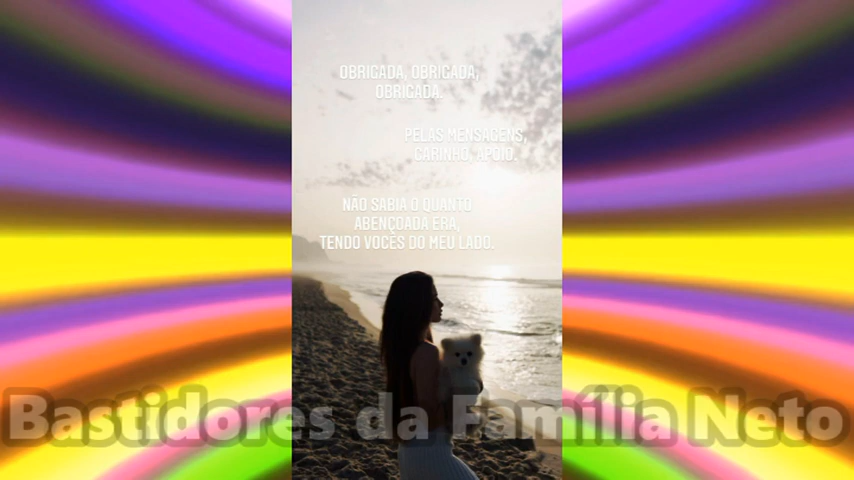 OBRIGADA, OBRIGADA,
OBRIGADA.
PELAS MENSAGENS,
CARINHO, APOIO.
NÃO SABIA O QUANTO
ABENÇOADA ERA,
TENDO VOCÊS DO MEU LADO.
Bastidores da Família Neto